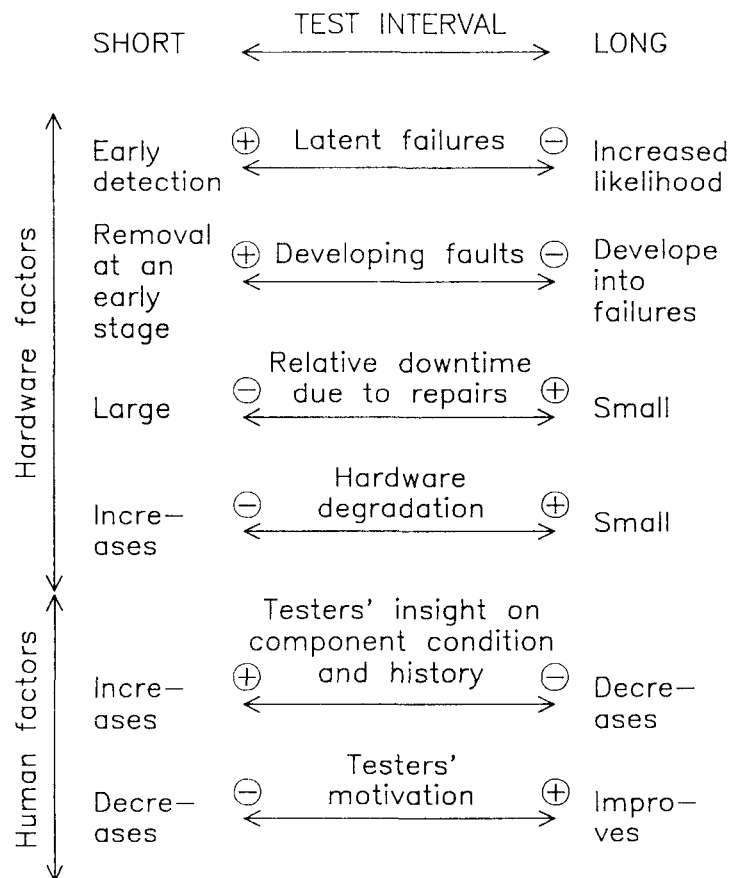 TEST INTERVAL
SHORT
LONG
Hardware factors
Early
detection
⊕ Latent failures ⊖
Increased
likelihood
Removal
at an
early
stage
⊕ Developing faults ⊖
Develope
into
failures
Large
Relative downtime
⊖ due to repairs ⊕
Small
Incre-
ases
Hardware
⊖ degradation ⊕
Small
Human factors
Incre-
ases
Testers' insight on
component condition
⊕ and history ⊖
Decre-
ases
Decre-
ases
Testers'
⊖ motivation ⊕
Impro-
ves